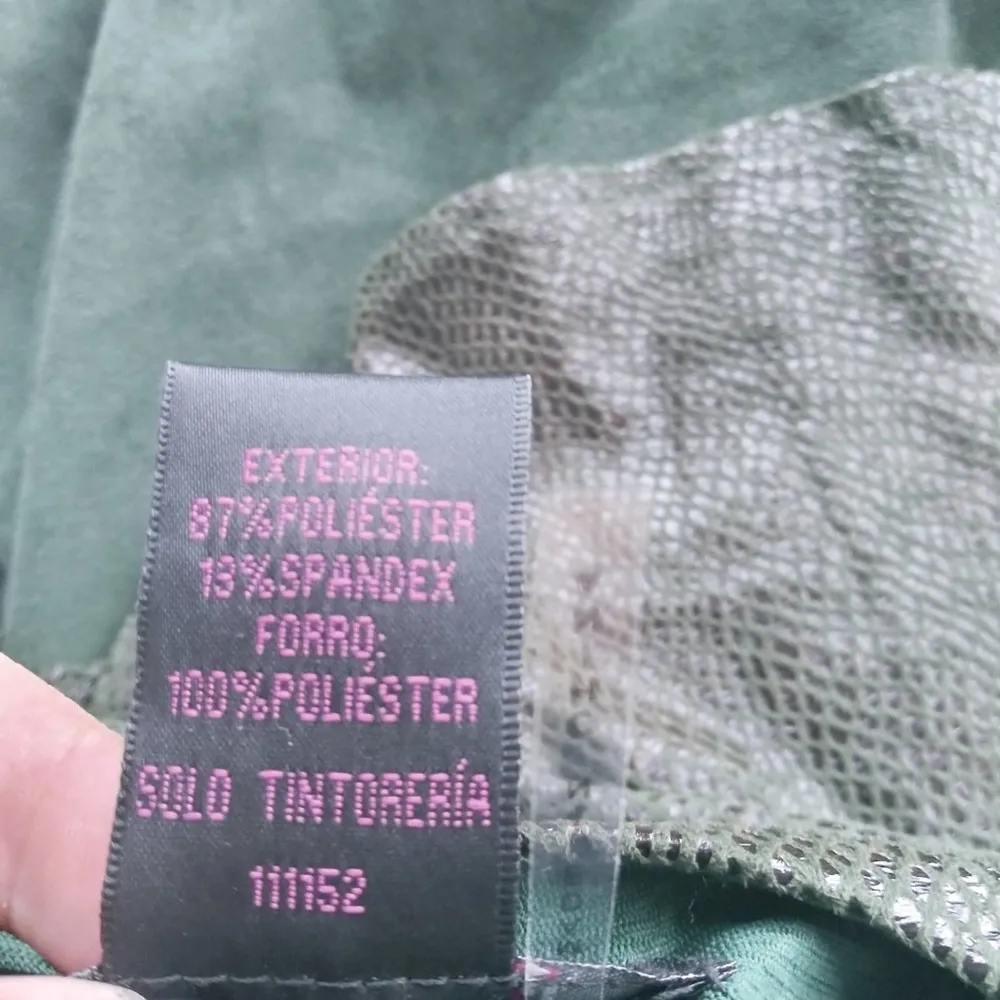 EXTERIOR:
87%POLIÉSTER
13%SPANDEX
FORRO:
100%POLIÉSTER
SOLO TINTORERÍA
111152